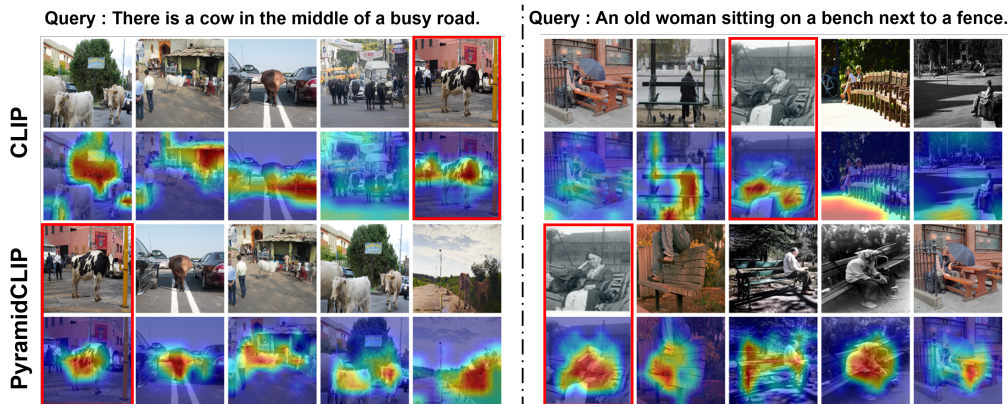 Query : There is a cow in the middle of a busy road.
Query : An old woman sitting on a bench next to a fence.
CLIP
PyramidCLIP